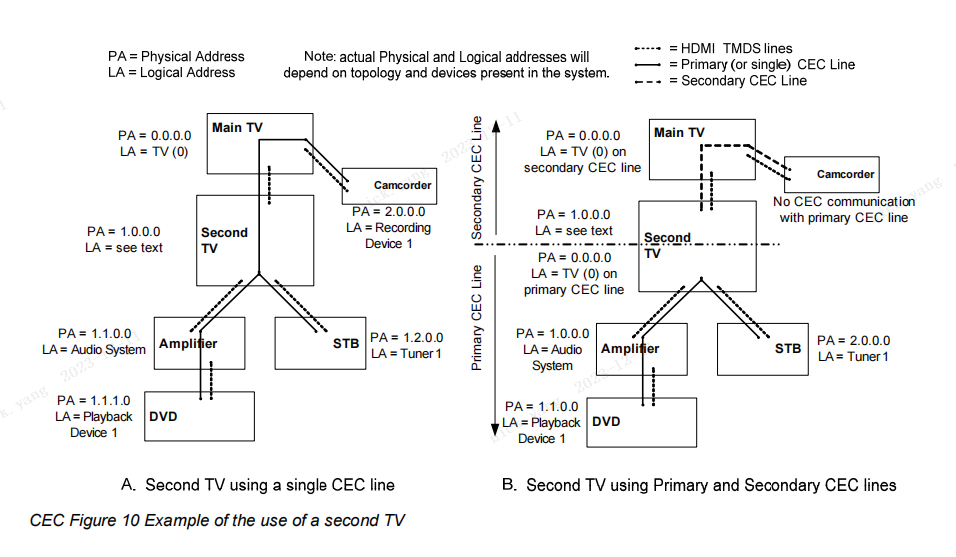 PA = Physical Address
LA = Logical Address
Note: actual Physical and Logical addresses will
depend on topology and devices present in the system.
= HDMI TMDS lines
= Primary (or single) CEC Line
= Secondary CEC Line
Main TV
PA = 0.0.0.0
LA = TV (0)
Camcorder
PA = 2.0.0.0
LA = Recording
Device 1
PA = 1.0.0.0
LA = see text
Second
TV
PA = 1.1.0.0
LA = Audio System
Amplifier
STB
PA = 1.2.0.0
LA = Tuner1
PA = 1.1.1.0
LA = Playback
Device 1
DVD
A. Second TV using a single CEC line
Secondary CEC Line
Primary CEC Line
Main TV
PA = 0.0.0.0
LA = TV (0) on
secondary CEC line
Camcorder
No CEC communication
with primary CEC line
PA = 1.0.0.0
LA = see text
Second
TV
PA = 0.0.0.0
LA = TV (0) on
primary CEC line
PA = 1.0.0.0
LA = Audio
System
Amplifier
STB
PA = 2.0.0.0
LA = Tuner1
PA = 1.1.0.0
LA = Playback
Device 1
DVD
B. Second TV using Primary and Secondary CEC lines
CEC Figure 10 Example of the use of a second TV